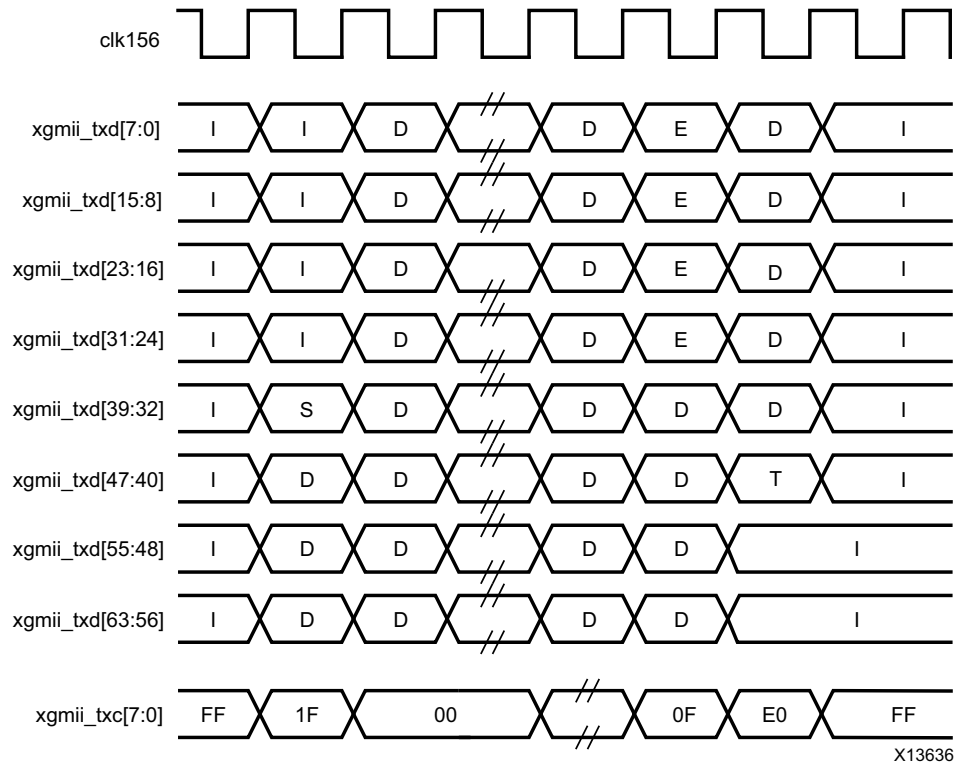 clk156
xgmii_txd[7:0] I I D D E D I
xgmii_txd[15:8] I I D D E D I
xgmii_txd[23:16] I I D D E D I
xgmii_txd[31:24] I I D D E D I
xgmii_txd[39:32] I S D D D D I
xgmii_txd[47:40] I D D D D T I
xgmii_txd[55:48] I D D D D I
xgmii_txd[63:56] I D D D D I
xgmii_txc[7:0] FF 1F 00 0F E0 FF
X13636